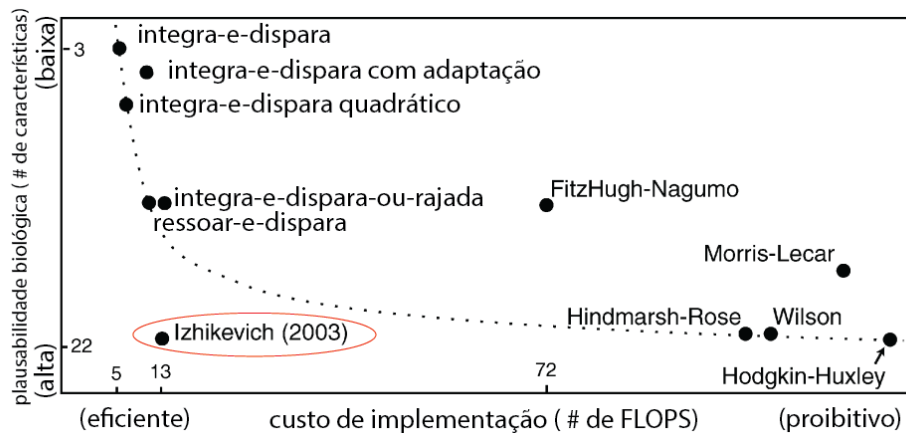 plausabilidade biológica ( # de características)
(baixa)
(alta)
3
22
integra-e-dispara
integra-e-dispara com adaptação
integra-e-dispara quadrático
integra-e-dispara-ou-rajada
ressoar-e-dispara
FitzHugh-Nagumo
Morris-Lecar
Hindmarsh-Rose
Wilson
Izhikevich (2003)
Hodgkin-Huxley
5
13
72
(eficiente)
custo de implementação ( # de FLOPS)
(proibitivo)